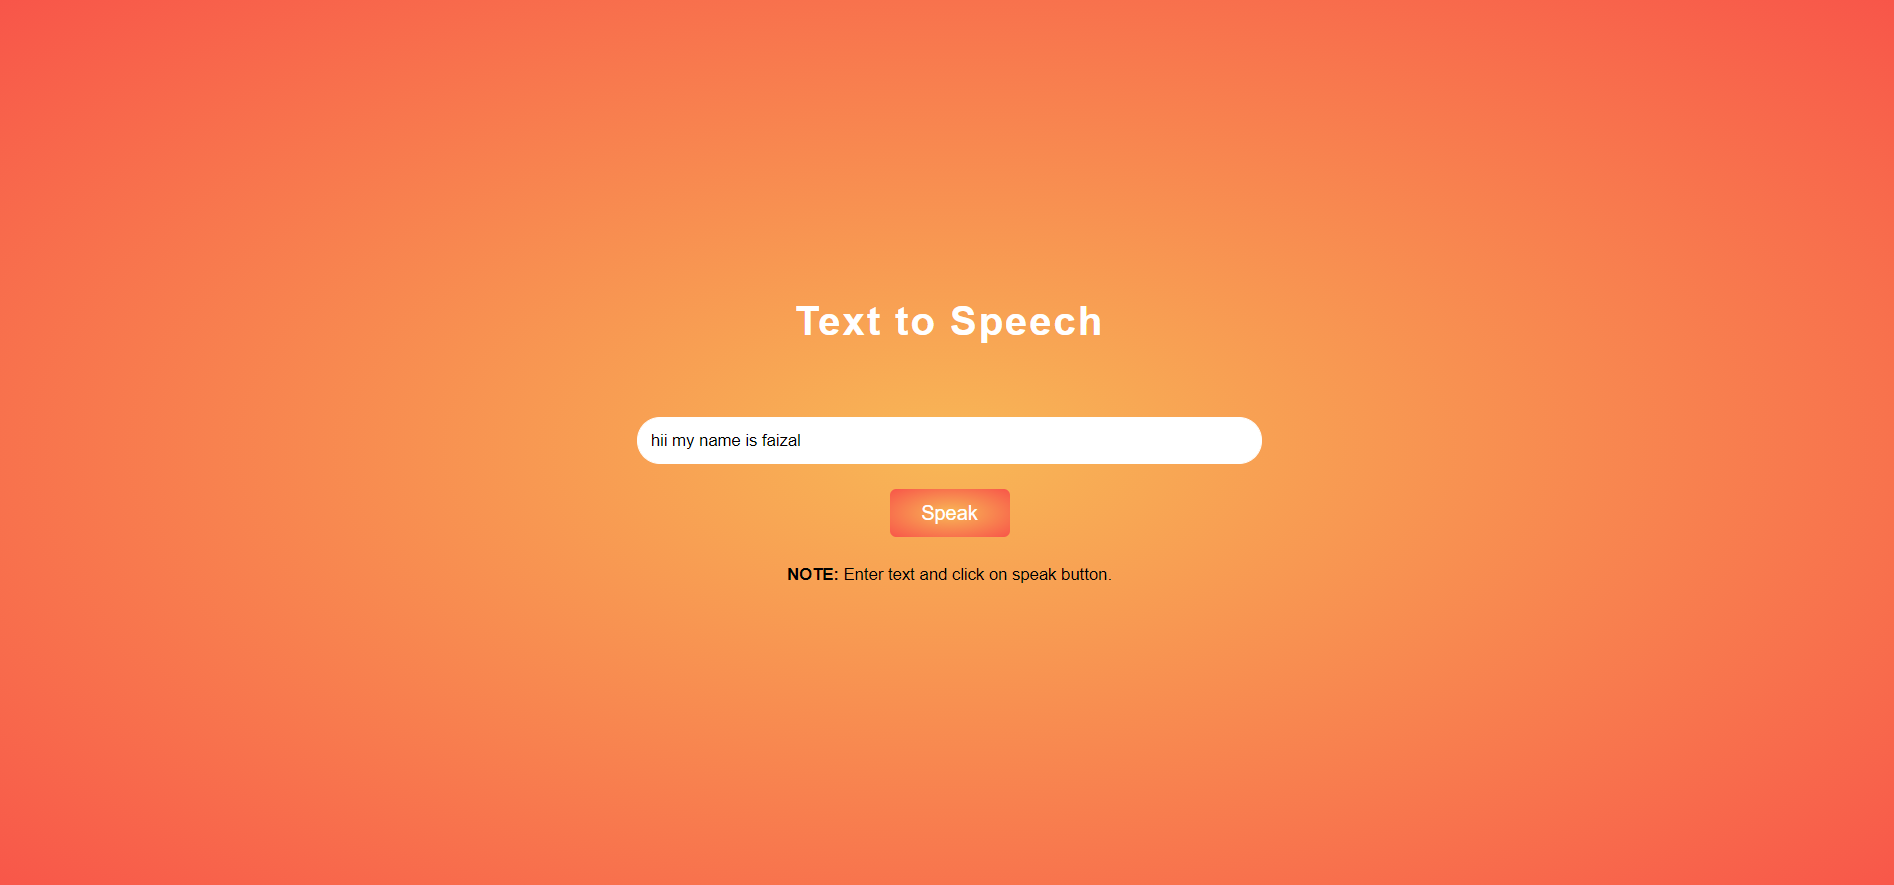 Text to Speech
hii my name is faizal
Speak
NOTE: Enter text and click on speak button.